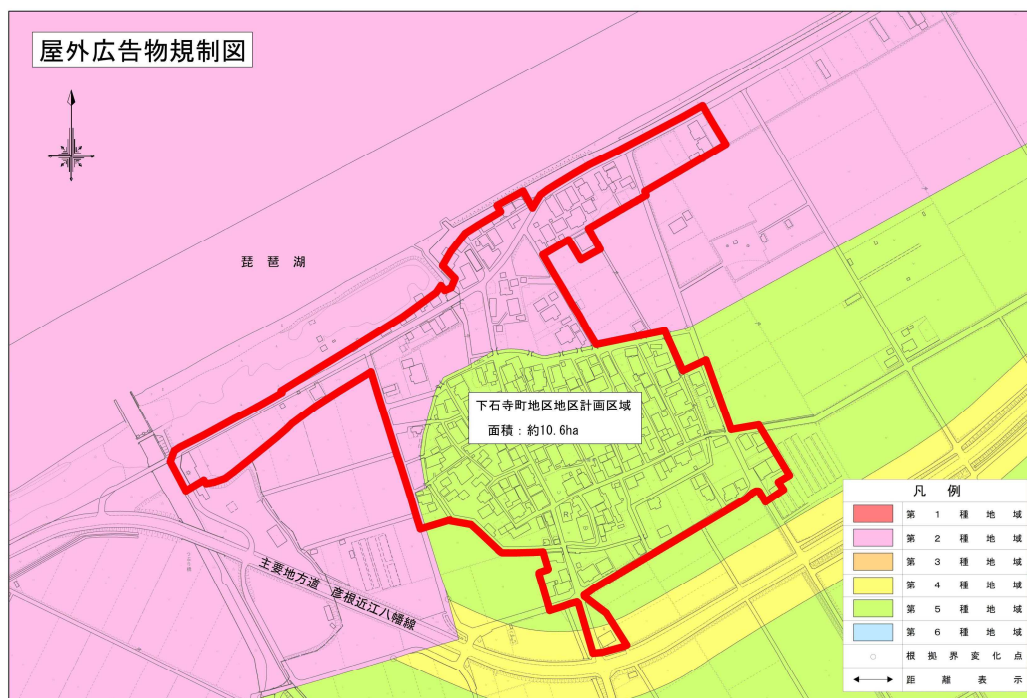 屋外広告物規制図
琵琶湖
下石寺町地区地区計画区域
面積：約10.6ha
主要地方道 彦根近江八幡線
凡例
第1種地域
第2種地域
第3種地域
第4種地域
第5種地域
第6種地域
根拠界変化点
距離表示